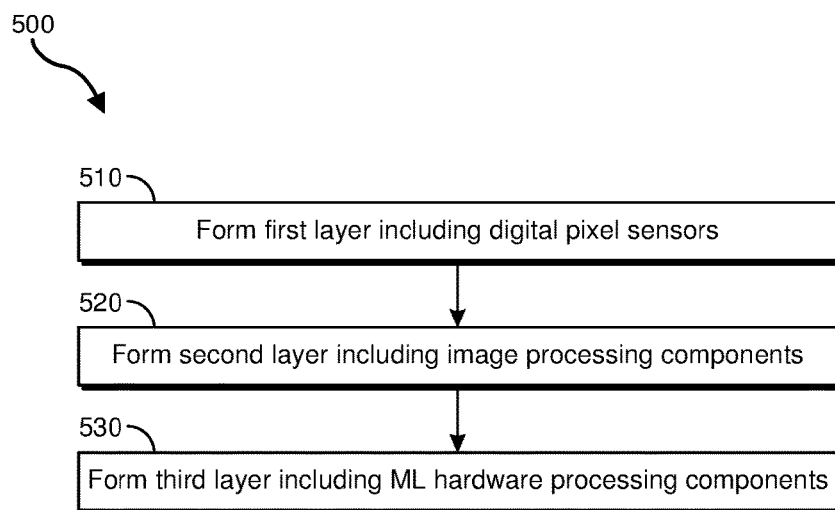 500
510
Form first layer including digital pixel sensors
520
Form second layer including image processing components
530
Form third layer including ML hardware processing components